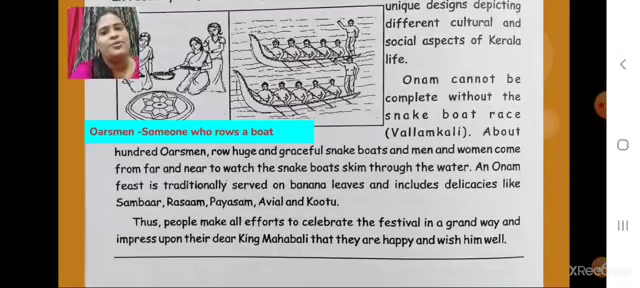 unique designs depicting
different cultural and
social aspects of Kerala
life.
Onam cannot be
complete without the
snake boat race
(Vallamkali). About
Oarsmen -Someone who rows a boat
hundred Oarsmen, row huge and graceful snake boats and men and women come
from far and near to watch the snake boats skim through the water. An Onam
feast is traditionally served on banana leaves and includes delicacies like
Sambaar, Rasaam, Payasam, Avial and Kootu.
Thus, people make all efforts to celebrate the festival in a grand way and
impress upon their dear King Mahabali that they are happy and wish him well.